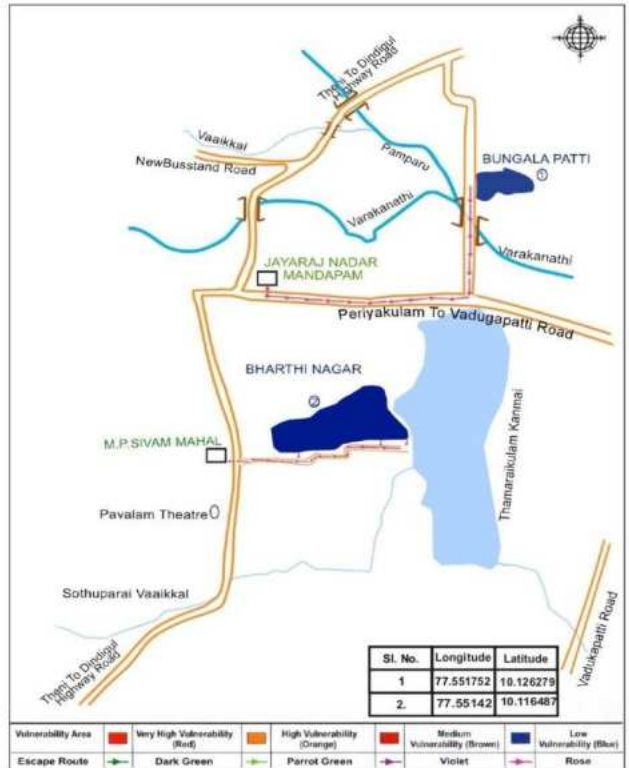 Theni To Dindigul
Highway Road
Vaaikkal
NewBusstand Road
Pamparu
BUNGALA PATTI
1
Varakanathi
Varakanathi
JAYARAJ NADAR
MANDAPAM
Periyakulam To Vadugapatti Road
BHARTHI NAGAR
2
M.P.SIVAM MAHAL
Thamaraikulam Kanmai
Pavalam Theatre
Sothuparai Vaaikkal
Vadukapatti Road
Theni To Dindigul
Highway Road
Sl. No. Longitude Latitude
1 77.551752 10.126279
2. 77.55142 10.116487
Vulnerability Area Very High Vulnerability (Red) High Vulnerability (Orange) Medium Vulnerability (Brown) Low Vulnerability (Blue)
Escape Route Dark Green Parrot Green Violet Rose